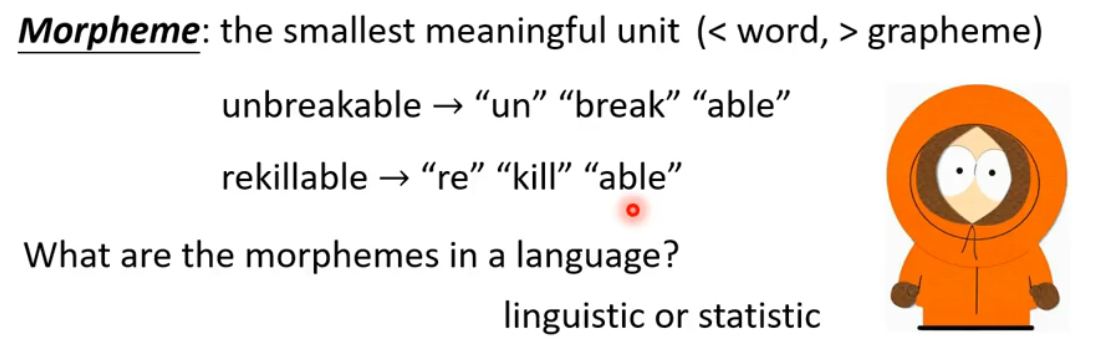 Morpheme: the smallest meaningful unit (< word, > grapheme)
unbreakable → “un” “break” “able”
rekillable → “re” “kill” “able”
What are the morphemes in a language?
linguistic or statistic